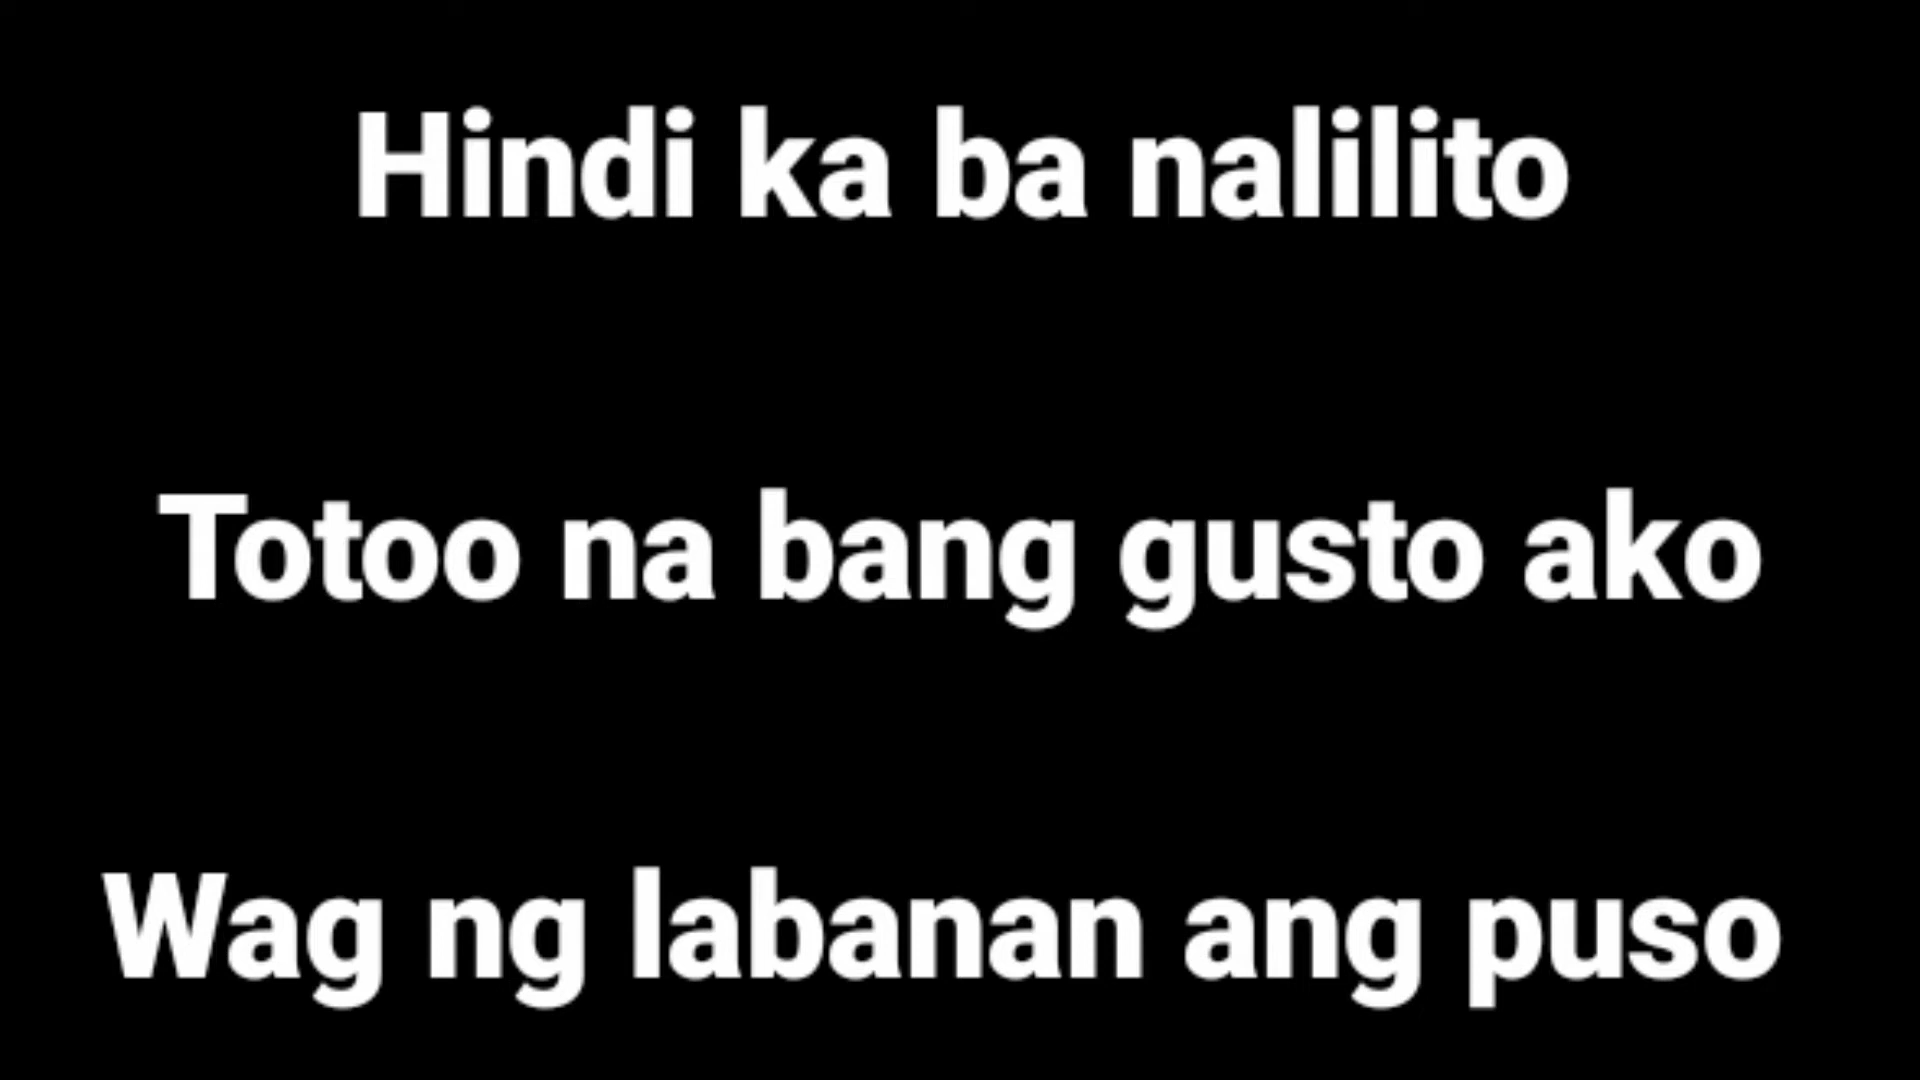 Hindi ka ba nalilito
Totoo na bang gusto ako
Wag ng labanan ang puso